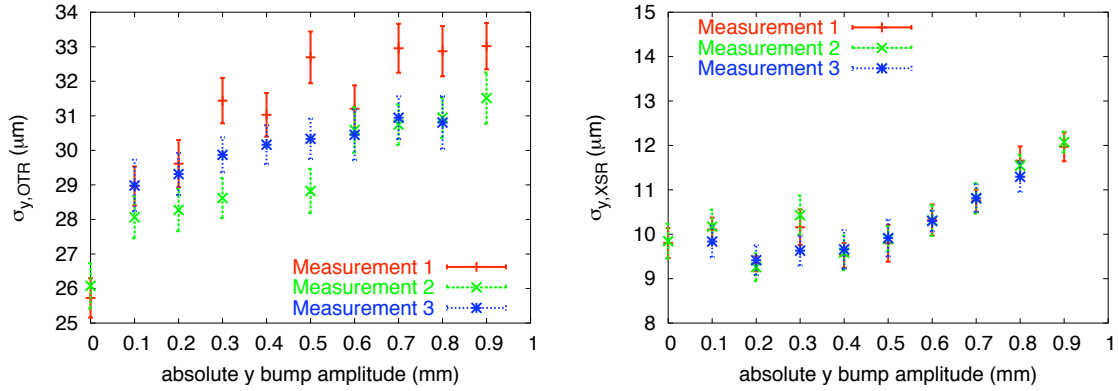 34
33
32
31
30
29
28
27
26
25
σy,OTR (μm)
Measurement 1
Measurement 2
Measurement 3
0 0.1 0.2 0.3 0.4 0.5 0.6 0.7 0.8 0.9 1
absolute y bump amplitude (mm)
15
14
13
12
11
10
9
8
σy,XSR (μm)
Measurement 1
Measurement 2
Measurement 3
0 0.1 0.2 0.3 0.4 0.5 0.6 0.7 0.8 0.9 1
absolute y bump amplitude (mm)